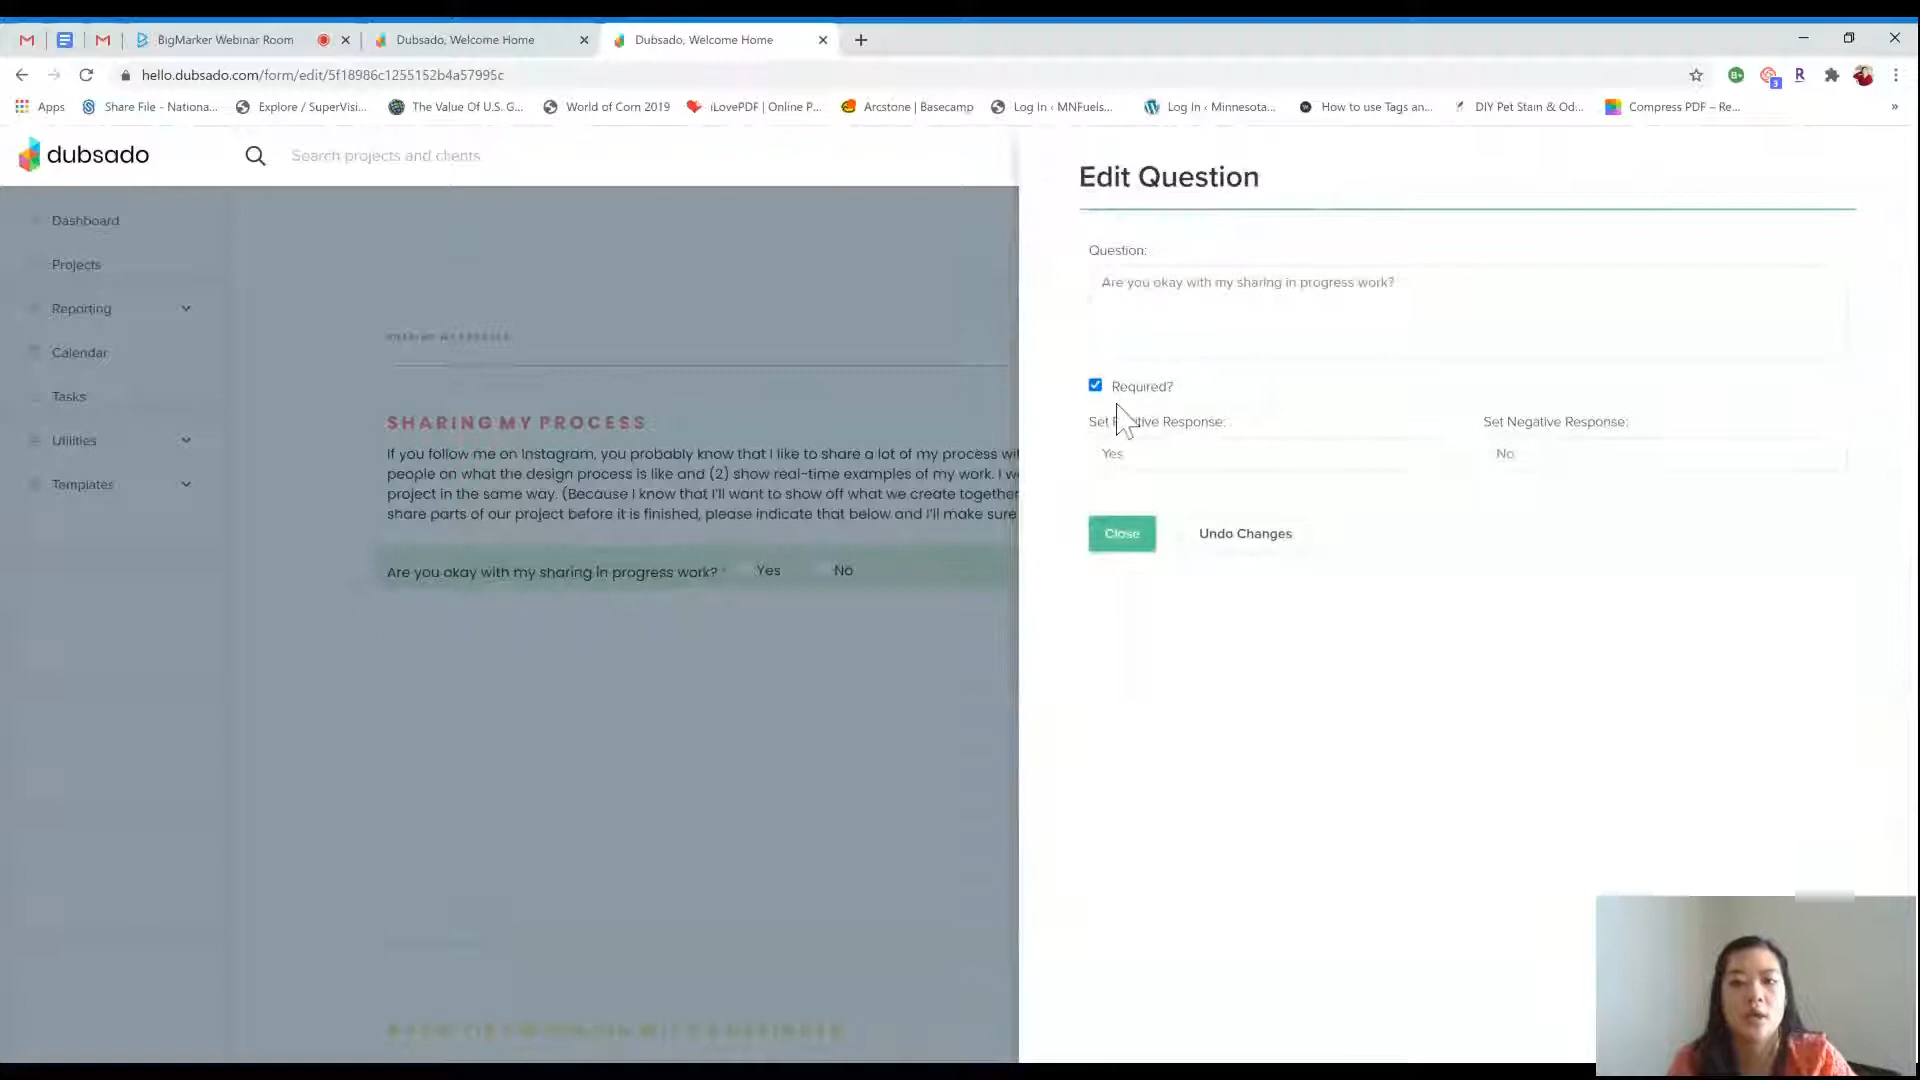 BigMarker Webinar Room
Dubsado, Welcome Home
Dubsado, Welcome Home
hello.dubsado.com/form/edit/5f18986c1255152b4a57995c
B+
3
R
Apps
Share File - Nationa...
Explore / SuperVisi...
The Value Of U.S. G...
World of Corn 2019
iLovePDF | Online P...
Arcstone | Basecamp
Log In ‹ MNFuels...
Log In ‹ Minnesota...
How to use Tags an...
DIY Pet Stain & Od...
Compress PDF – Re...
»
dubsado
Search projects and clients
Dashboard
Projects
Reporting
Calendar
Tasks
Utilities
Templates
SHARING MY PROCESS
SHARING MY PROCESS
If you follow me on Instagram, you probably know that I like to share a lot of my process wi
people on what the design process is like and (2) show real-time examples of my work. I w
project in the same way. (Because I know that I'll want to show off what we create together
share parts of our project before it is finished, please indicate that below and I'll make sure
Are you okay with my sharing in progress work? * Yes No
Edit Question
Question:
Are you okay with my sharing in progress work?
Required?
Set Positive Response:
Yes
Set Negative Response:
No
Close
Undo Changes